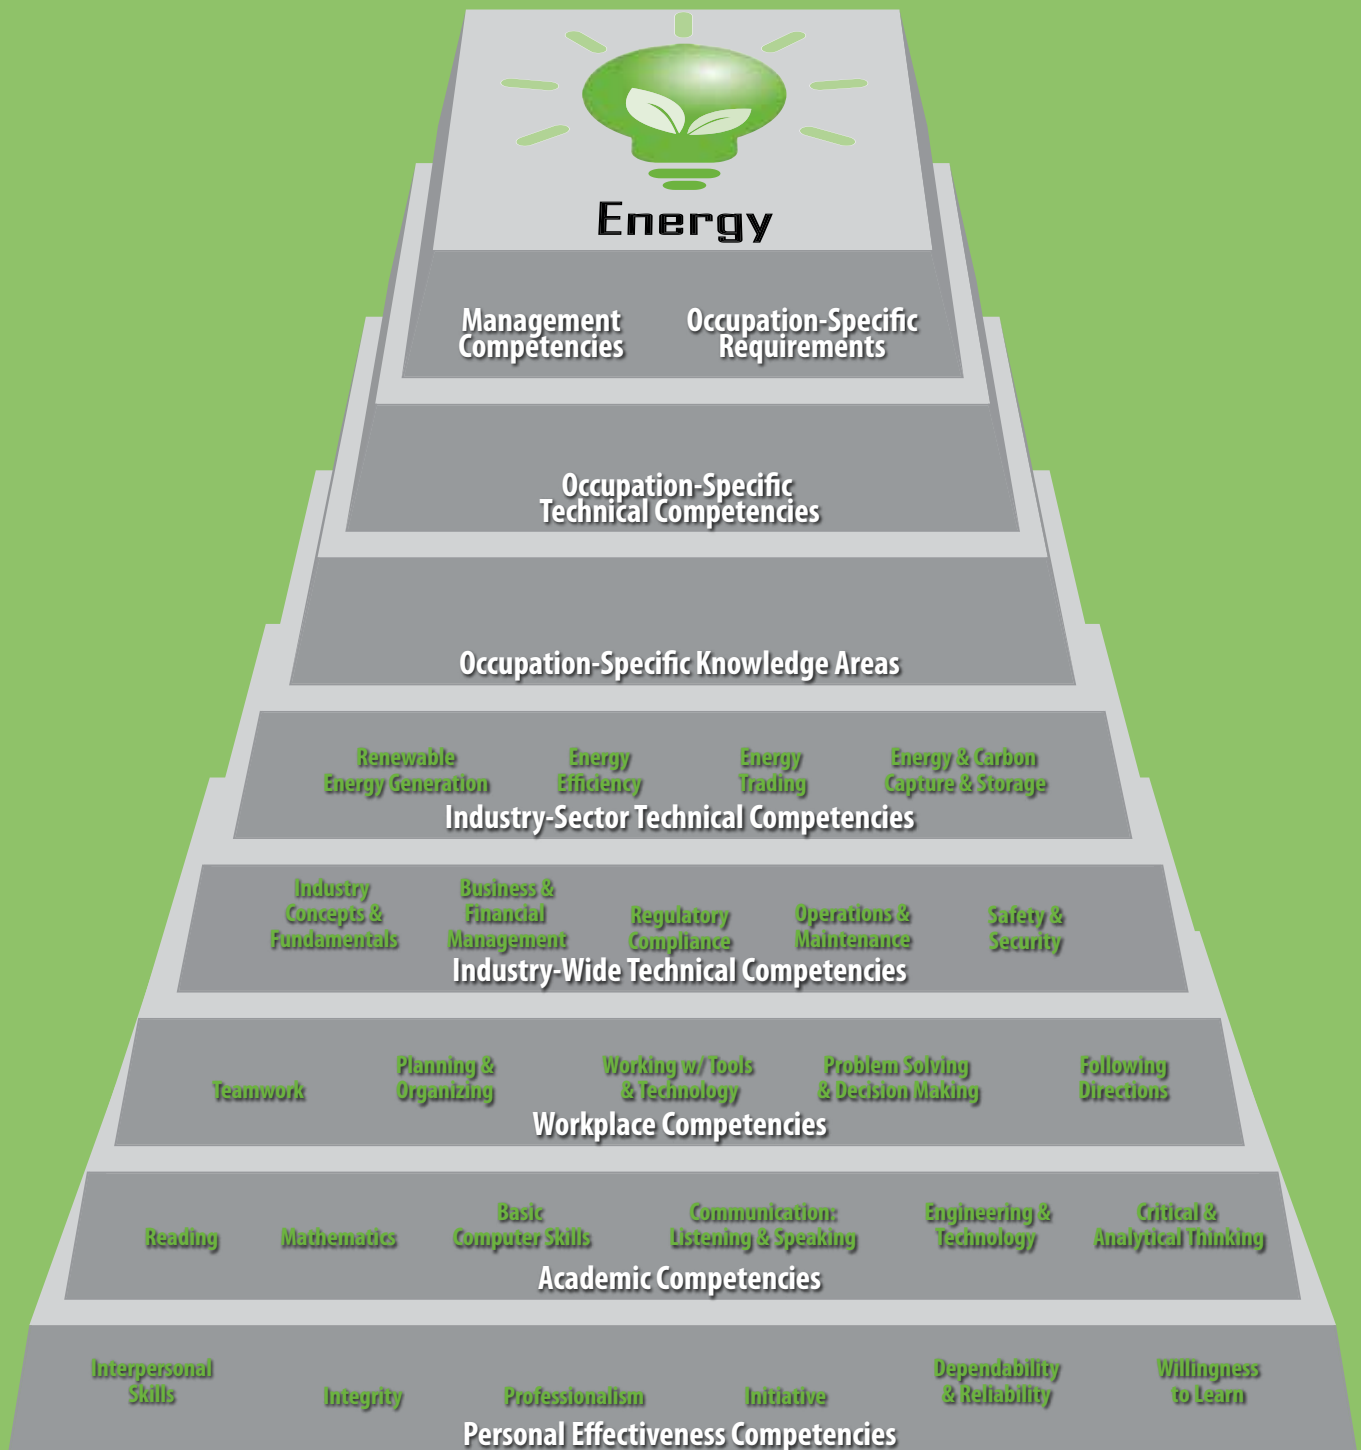 Energy
Management
Competencies
Occupation-Specific
Requirements
Occupation-Specific
Technical Competencies
Occupation-Specific Knowledge Areas
Renewable
Energy Generation
Energy
Efficiency
Energy
Trading
Energy & Carbon
Capture & Storage
Industry-Sector Technical Competencies
Industry
Concepts &
Fundamentals
Business &
Financial
Management
Regulatory
Compliance
Operations &
Maintenance
Safety &
Security
Industry-Wide Technical Competencies
Teamwork
Planning &
Organizing
Working w/ Tools
& Technology
Problem Solving
& Decision Making
Following
Directions
Workplace Competencies
Reading
Mathematics
Basic
Computer Skills
Communication:
Listening & Speaking
Engineering &
Technology
Critical &
Analytical Thinking
Academic Competencies
Interpersonal
Skills
Integrity
Professionalism
Initiative
Dependability
& Reliability
Willingness
to Learn
Personal Effectiveness Competencies